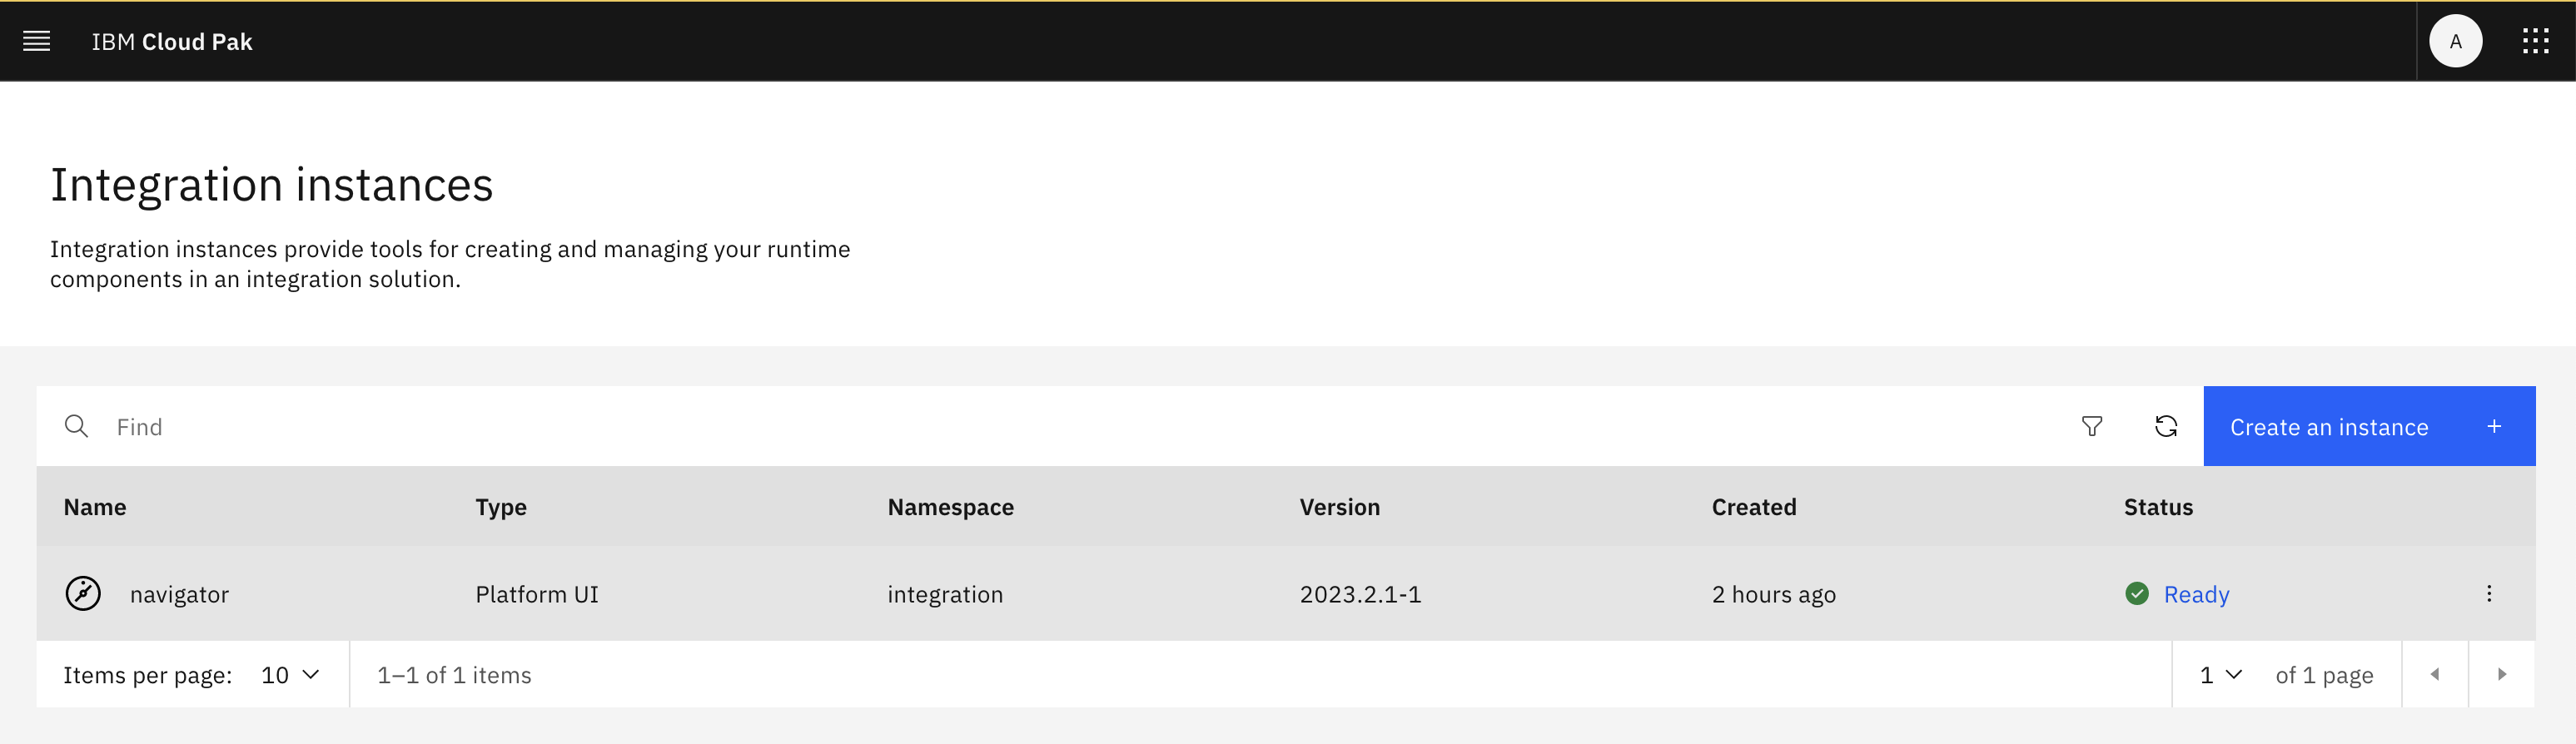 IBM Cloud Pak
A
Integration instances
Integration instances provide tools for creating and managing your runtime
components in an integration solution.
Find
Create an instance +
Name Type Namespace Version Created Status
navigator Platform UI integration 2023.2.1-1 2 hours ago Ready
Items per page: 10 1–1 of 1 items 1 of 1 page